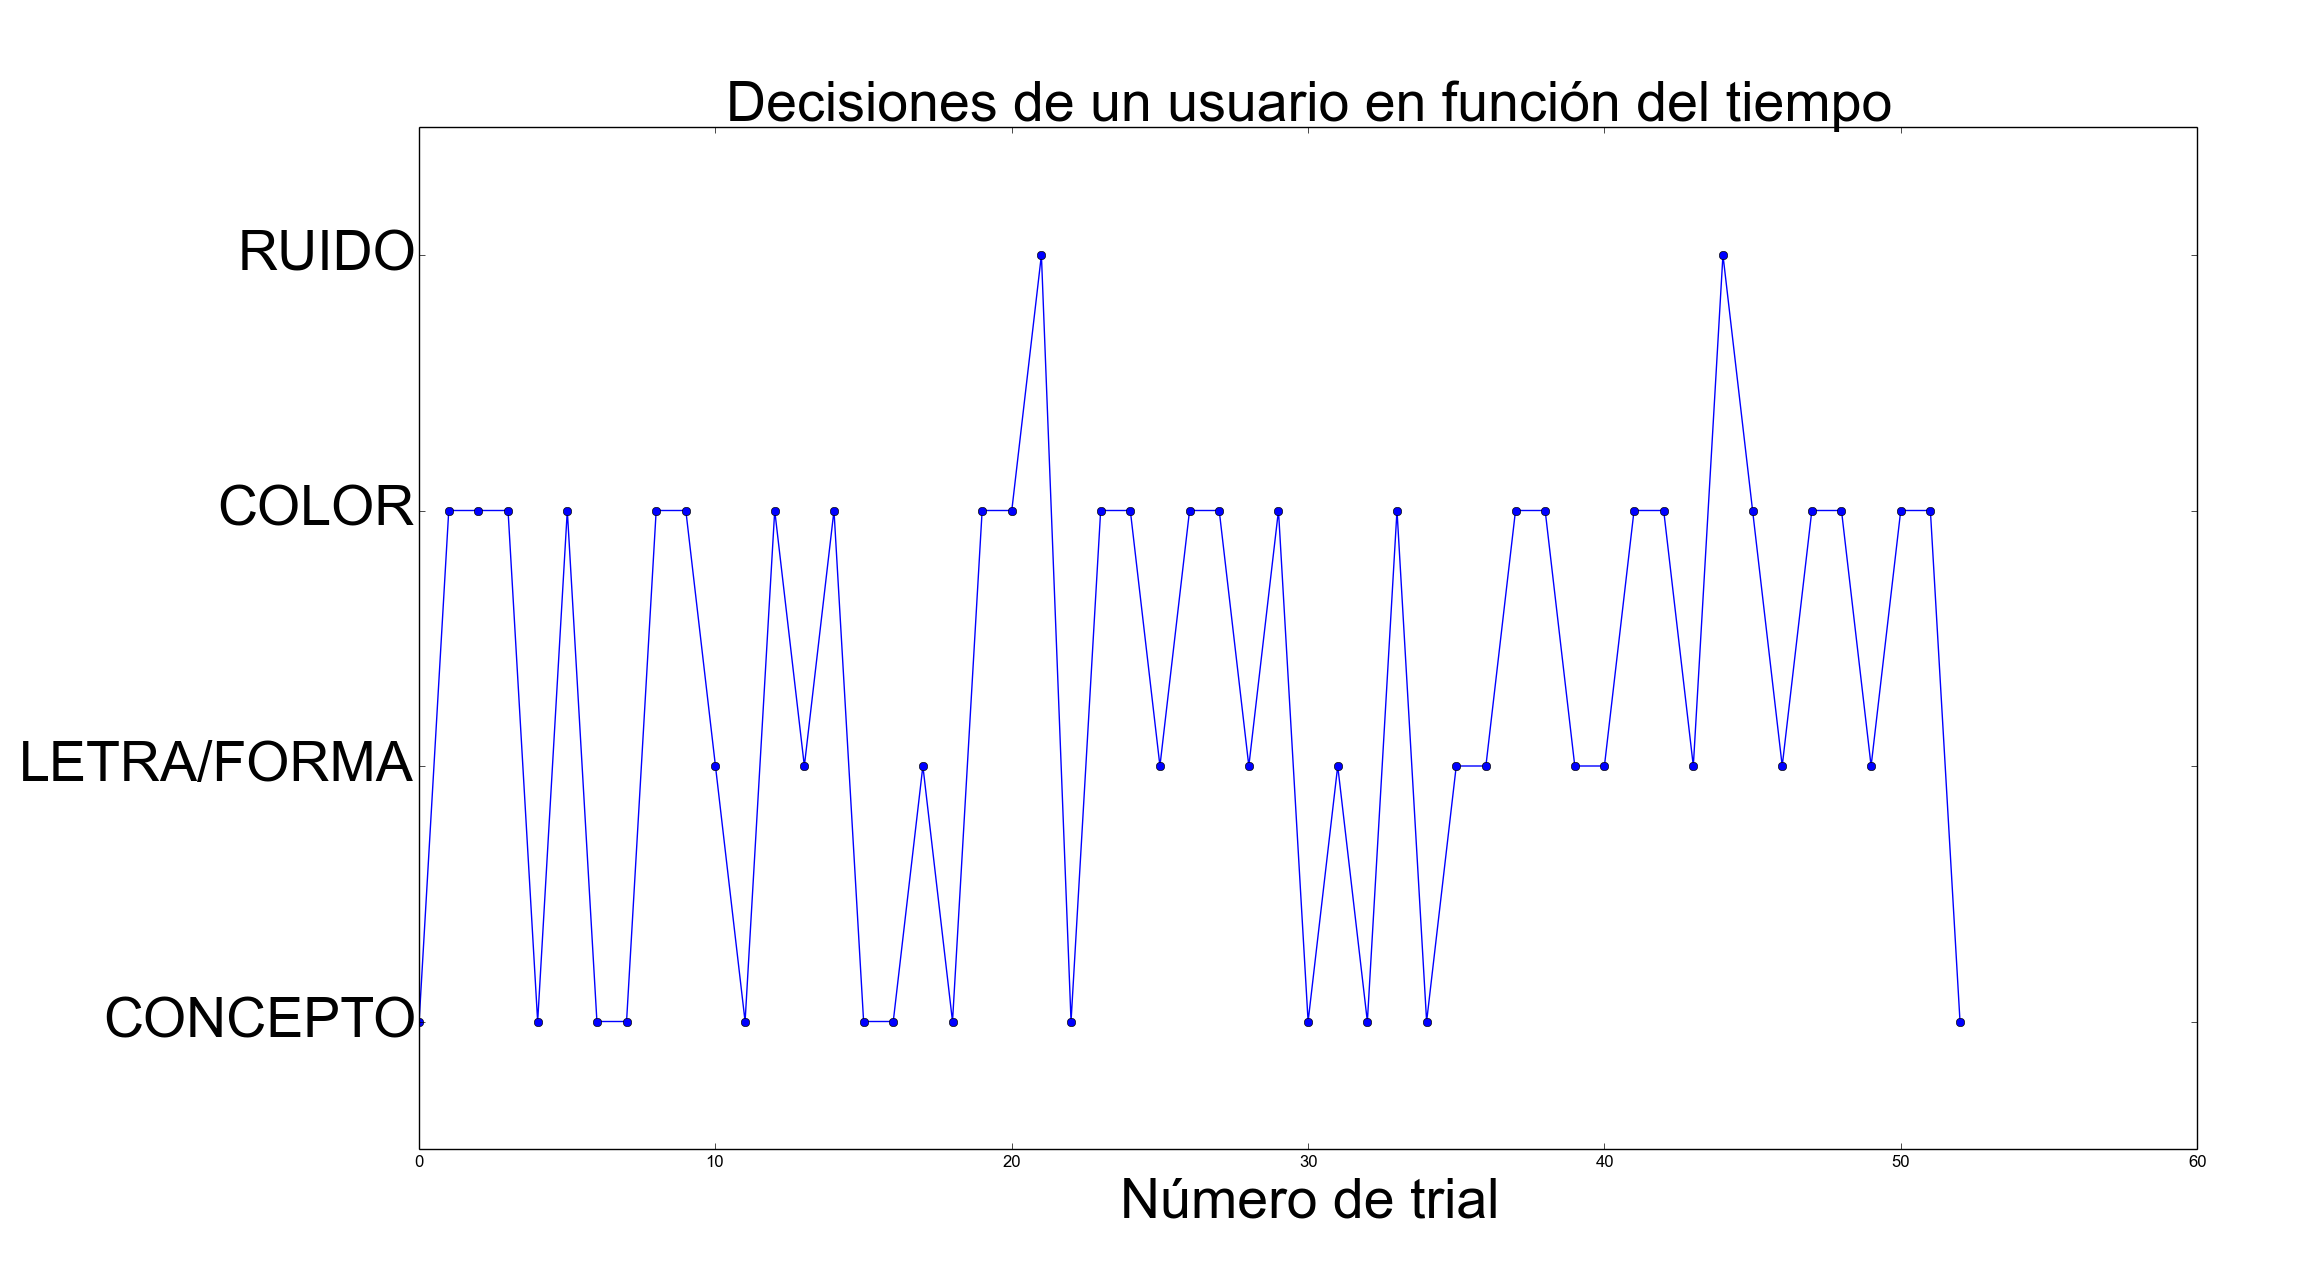 Decisiones de un usuario en función del tiempo
RUIDO
COLOR
LETRA/FORMA
CONCEPTO
0 10 20 30 40 50 60
Número de trial